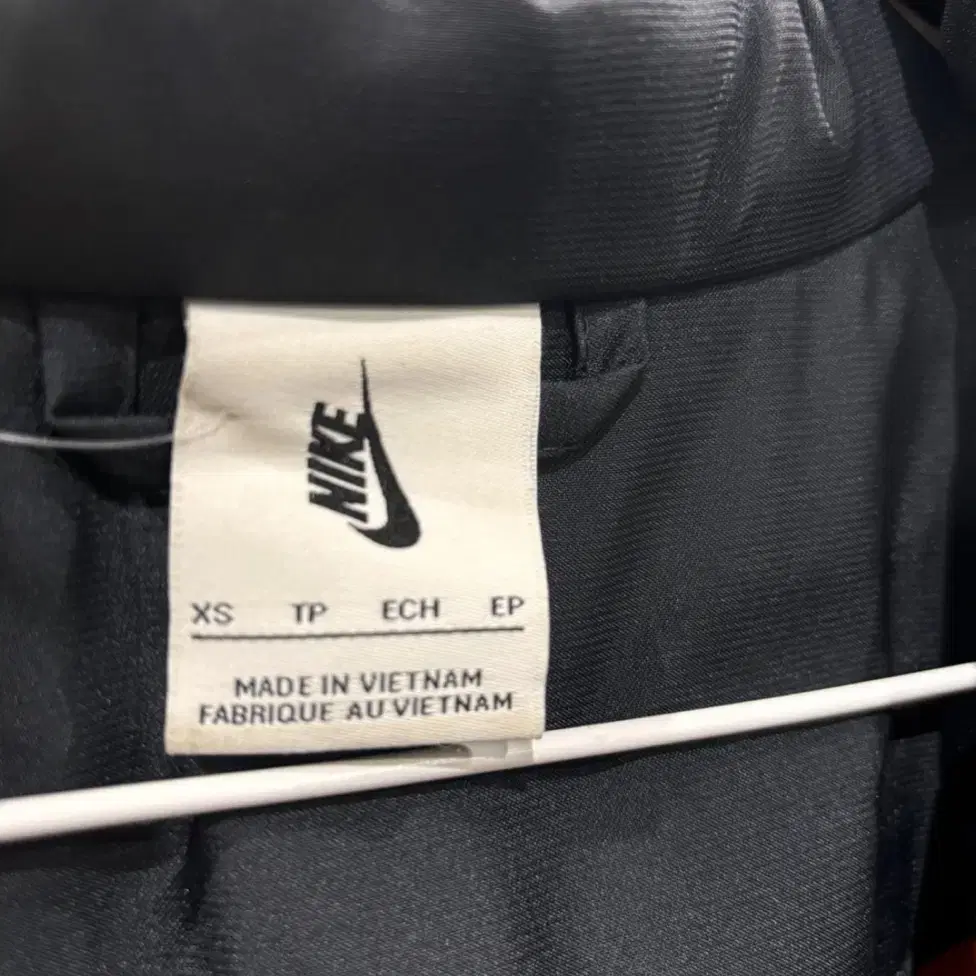 NIKE
XS TP ECH EP
MADE IN VIETNAM
FABRIQUE AU VIETNAM